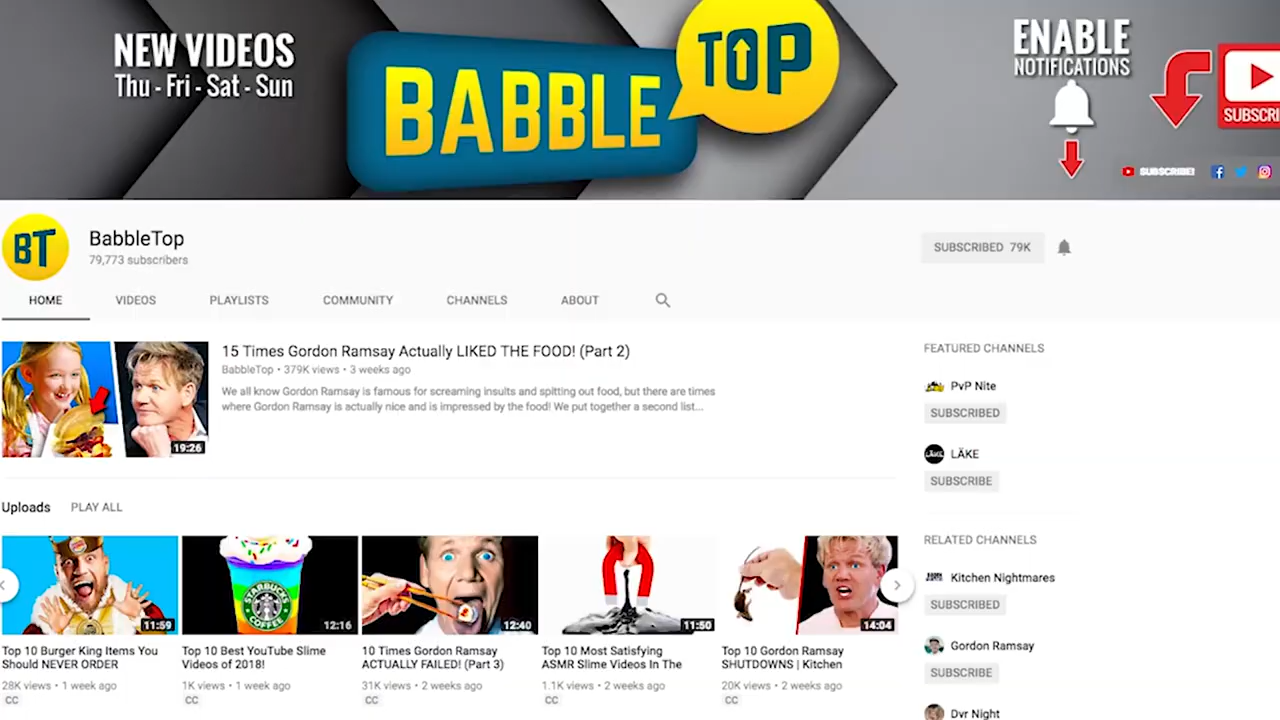 NEW VIDEOS
Thu - Fri - Sat - Sun
BABBLE
TOP
ENABLE
NOTIFICATIONS
SUBSCRI
SUBSCRIBE!
BT
BabbleTop
79,773 subscribers
SUBSCRIBED 79K
HOME
VIDEOS
PLAYLISTS
COMMUNITY
CHANNELS
ABOUT
19:26
15 Times Gordon Ramsay Actually LIKED THE FOOD! (Part 2)
BabbleTop • 379K views • 3 weeks ago
We all know Gordon Ramsay is famous for screaming insults and spitting out food, but there are times
where Gordon Ramsay is actually nice and is impressed by the food! We put together a second list...
FEATURED CHANNELS
PvP Nite
SUBSCRIBED
LÄKE
SUBSCRIBE
Uploads
PLAY ALL
11:59
Top 10 Burger King Items You
Should NEVER ORDER
28K views • 1 week ago
CC
STARBUCKS
COFFEE
12:16
Top 10 Best YouTube Slime
Videos of 2018!
1K views • 1 week ago
CC
12:40
10 Times Gordon Ramsay
ACTUALLY FAILED! (Part 3)
31K views • 2 weeks ago
CC
11:50
Top 10 Most Satisfying
ASMR Slime Videos In The
1.1K views • 2 weeks ago
CC
14:04
Top 10 Gordon Ramsay
SHUTDOWNS | Kitchen
20K views • 2 weeks ago
CC
RELATED CHANNELS
Kitchen Nightmares
SUBSCRIBED
Gordon Ramsay
SUBSCRIBE
Dvr Night